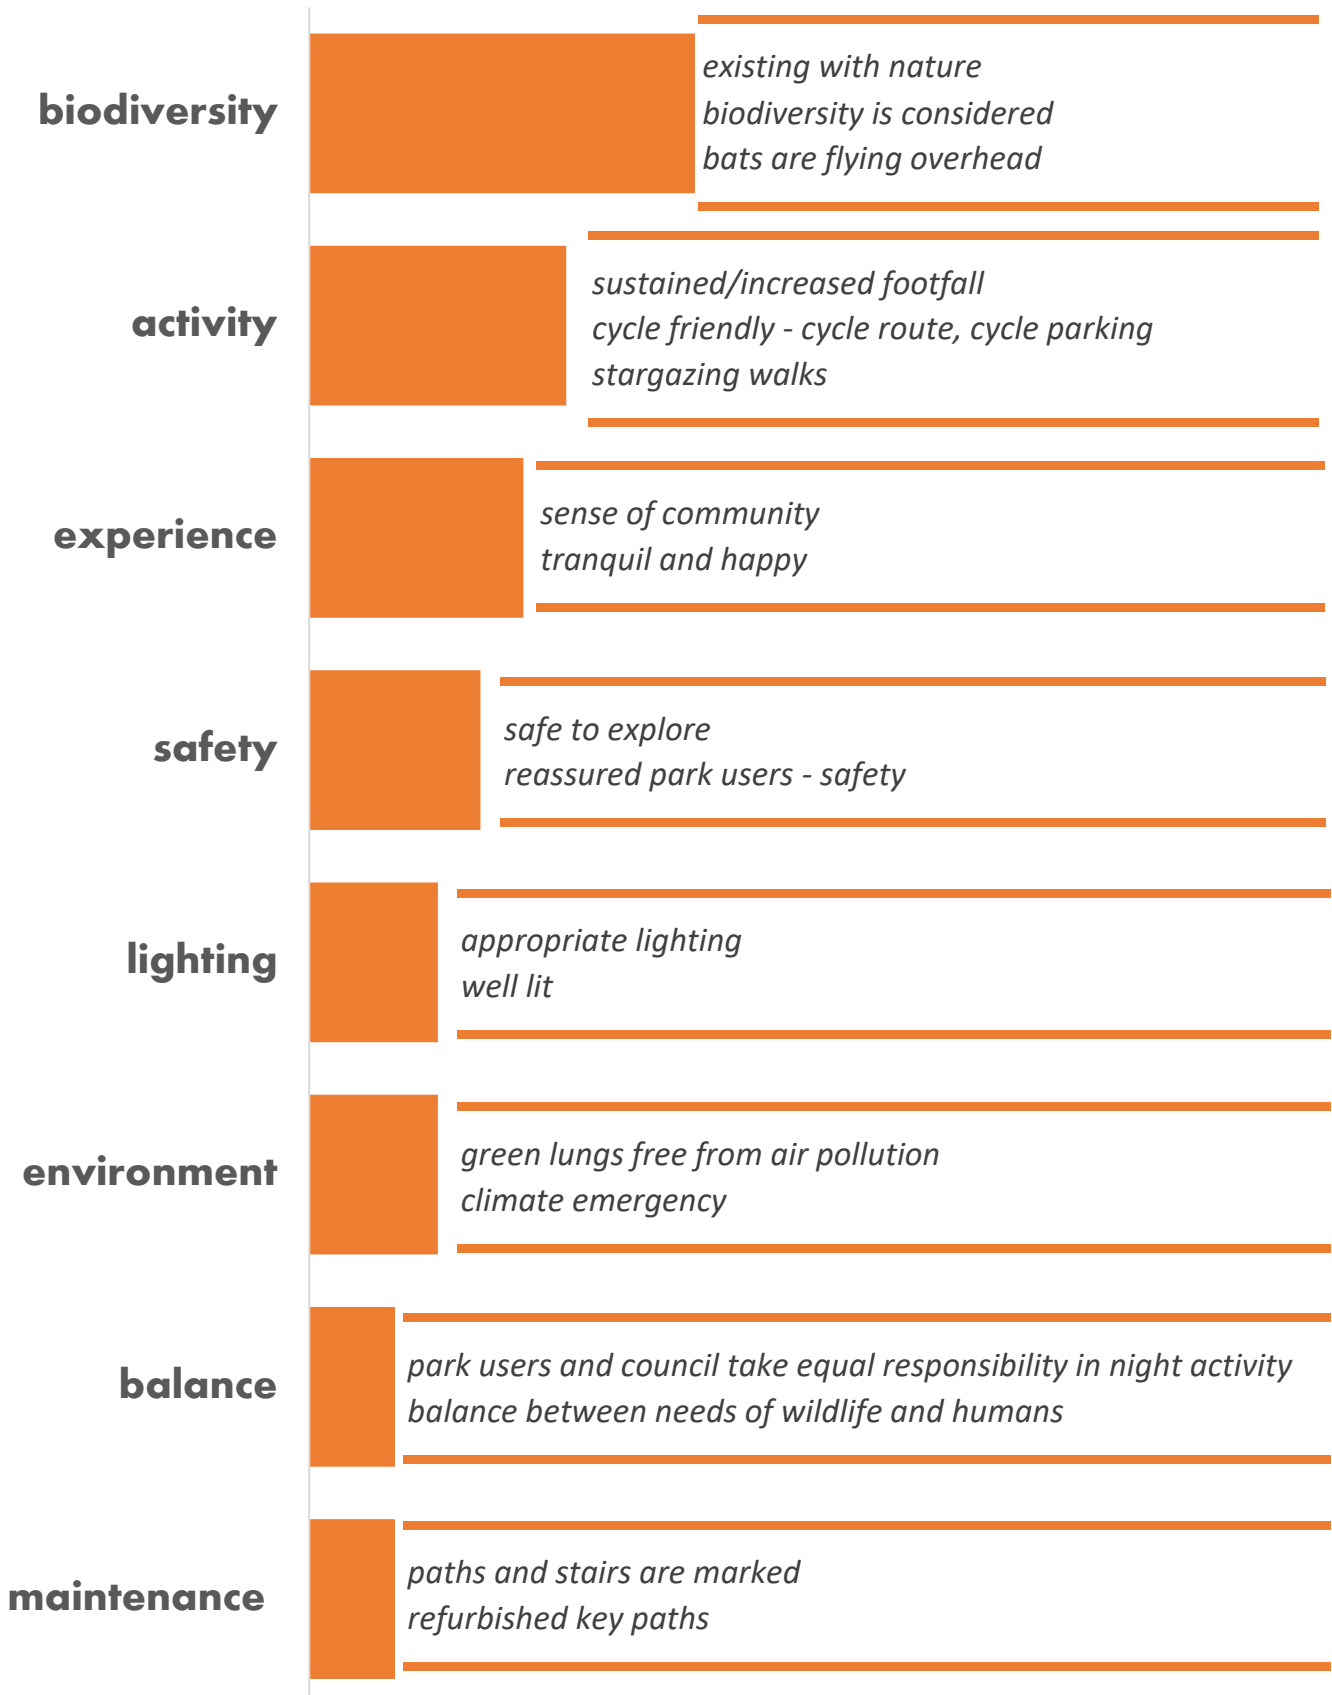 biodiversity
existing with nature
biodiversity is considered
bats are flying overhead
activity
sustained/increased footfall
cycle friendly - cycle route, cycle parking
stargazing walks
experience
sense of community
tranquil and happy
safety
safe to explore
reassured park users - safety
lighting
appropriate lighting
well lit
environment
green lungs free from air pollution
climate emergency
balance
park users and council take equal responsibility in night activity
balance between needs of wildlife and humans
maintenance
paths and stairs are marked
refurbished key paths